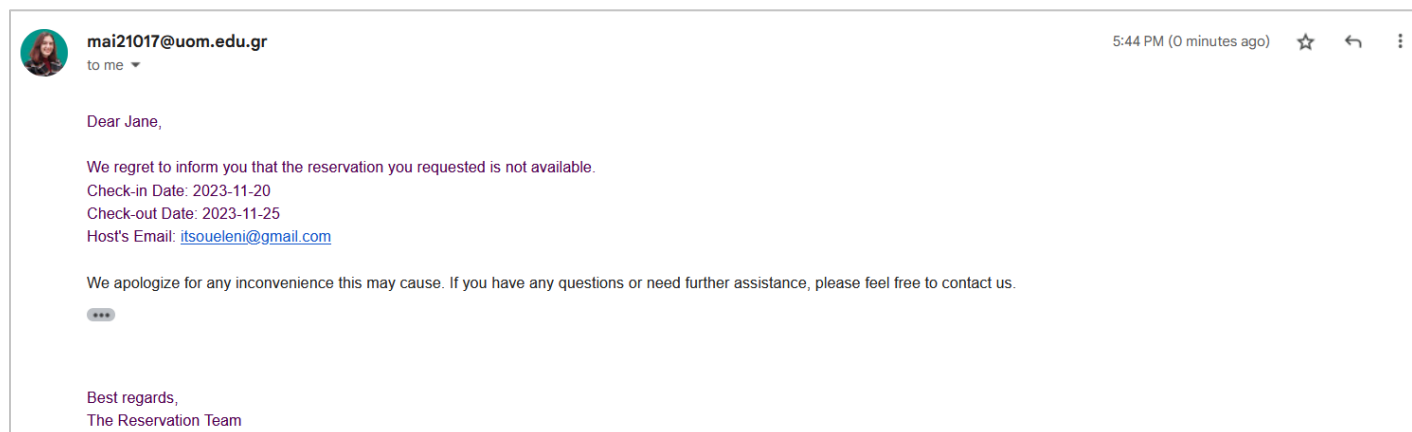 mai21017@uom.edu.gr
5:44 PM (0 minutes ago)
to me
Dear Jane,
We regret to inform you that the reservation you requested is not available.
Check-in Date: 2023-11-20
Check-out Date: 2023-11-25
Host's Email: itsoueleni@gmail.com
We apologize for any inconvenience this may cause. If you have any questions or need further assistance, please feel free to contact us.
Best regards,
The Reservation Team